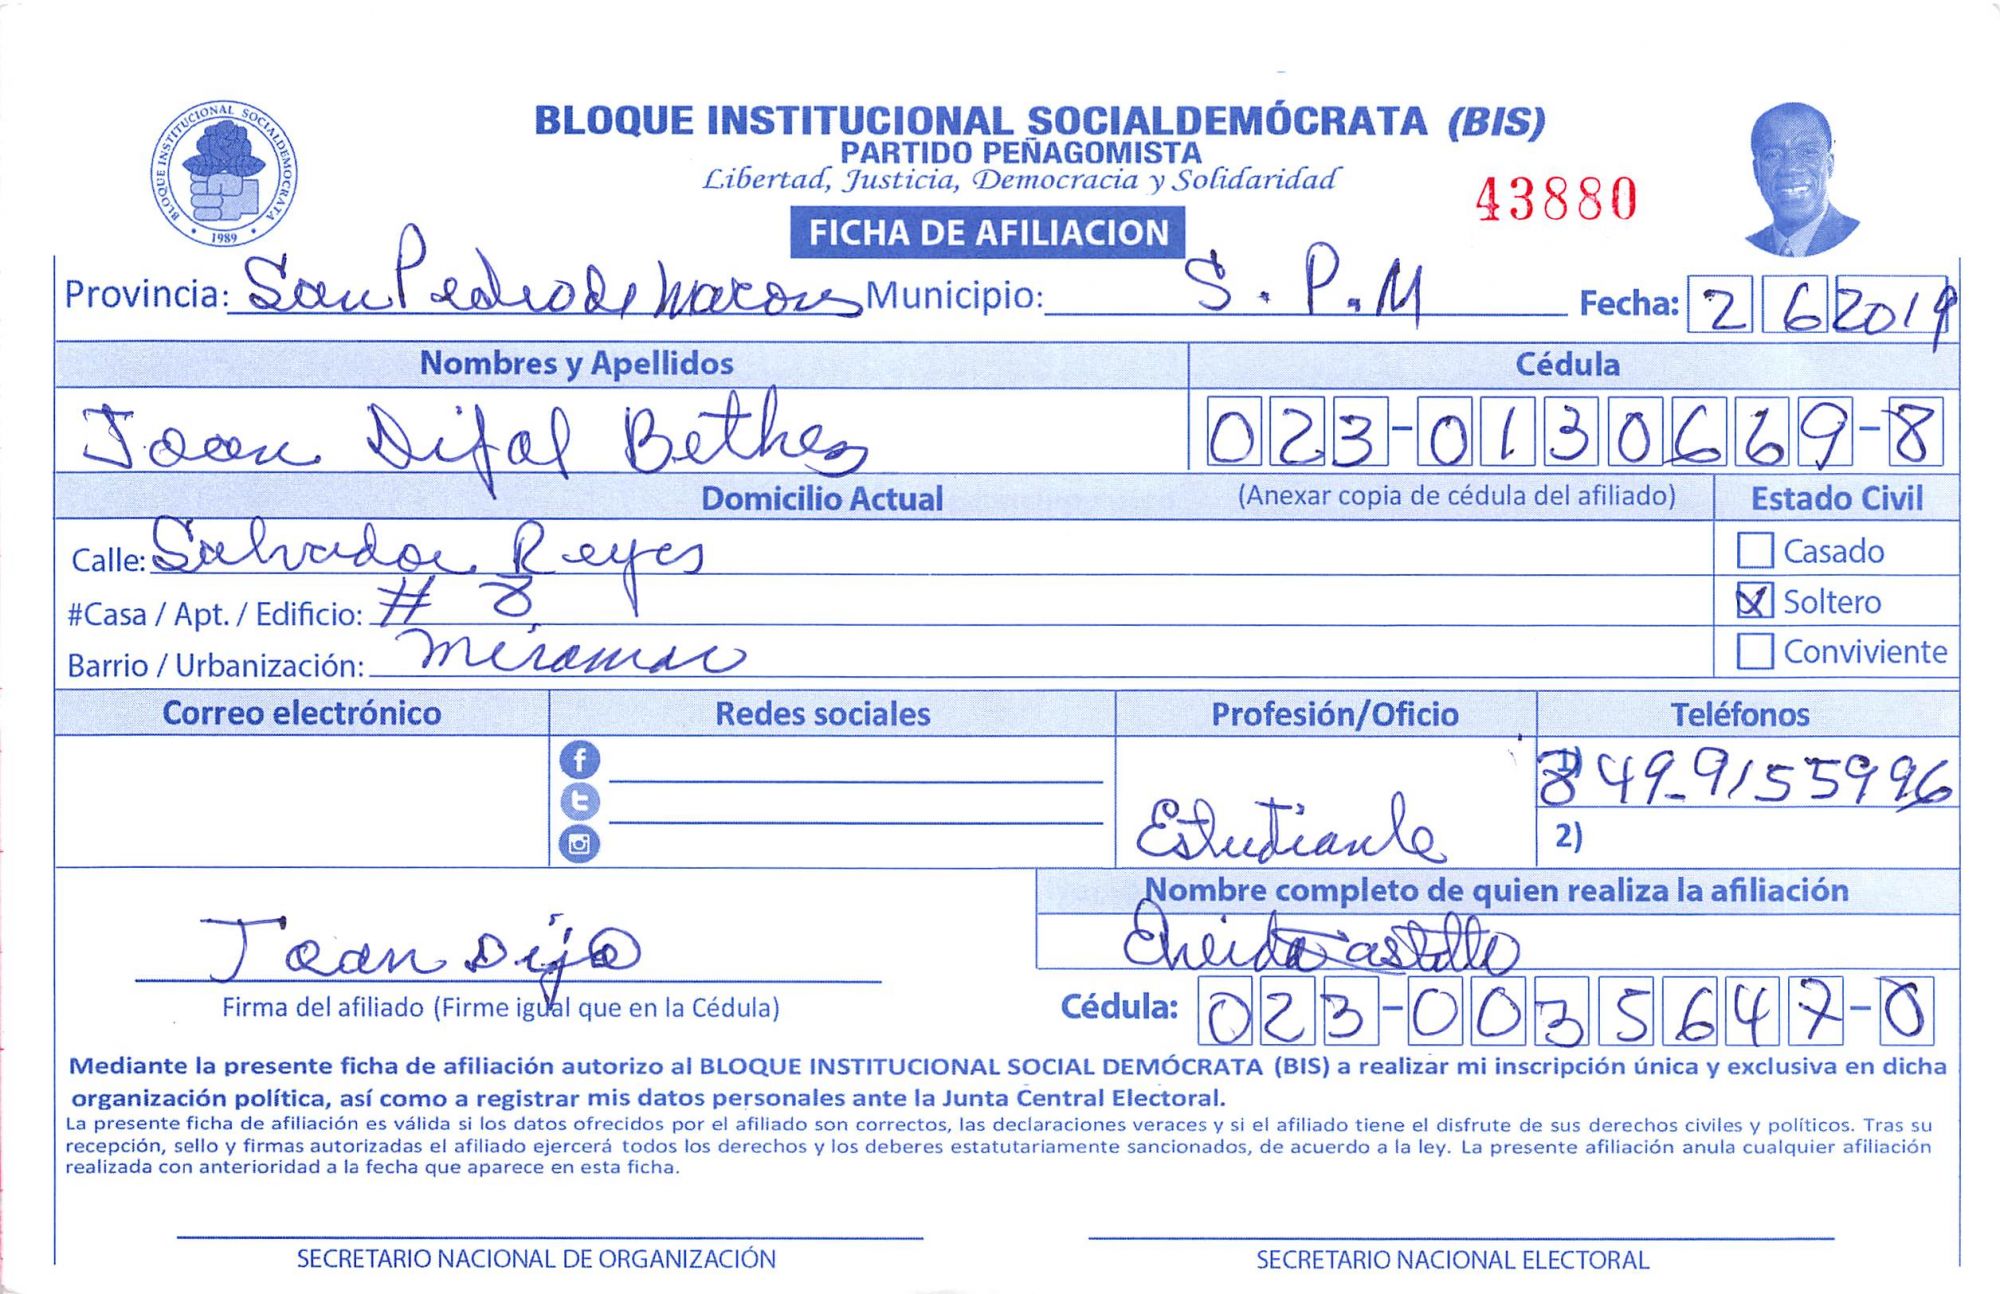 BLOQUE INSTITUCIONAL SOCIALDEMÓCRATA (BIS)
PARTIDO PEÑAGOMISTA
Libertad, Justicia, Democracia y Solidaridad
43880
BLOQUE INSTITUCIONAL SOCIALDEMOCRATA
1989
FICHA DE AFILIACION
Provincia: San Pedro de Macoris Municipio: S. P. M Fecha: 2 6 2019
Nombres y Apellidos Cédula
Joan Difal Bethes 023-0130669-8
Domicilio Actual (Anexar copia de cédula del afiliado) Estado Civil
Calle: Salvador Reyes Casado
#Casa / Apt. / Edificio: # 8 Soltero
Barrio / Urbanización: Miramar Conviviente
Correo electrónico Redes sociales Profesión/Oficio Teléfonos
1) 849-9155996
Estudiante 2)
Nombre completo de quien realiza la afiliación
Joan Castillo
Firma del afiliado (Firme igual que en la Cédula) Cédula: 023-0035647-0
Mediante la presente ficha de afiliación autorizo al BLOQUE INSTITUCIONAL SOCIAL DEMÓCRATA (BIS) a realizar mi inscripción única y exclusiva en dicha
organización política, así como a registrar mis datos personales ante la Junta Central Electoral.
La presente ficha de afiliación es válida si los datos ofrecidos por el afiliado son correctos, las declaraciones veraces y si el afiliado tiene el disfrute de sus derechos civiles y políticos. Tras su
recepción, sello y firmas autorizadas el afiliado ejercerá todos los derechos y los deberes estatutariamente sancionados, de acuerdo a la ley. La presente afiliación anula cualquier afiliación
realizada con anterioridad a la fecha que aparece en esta ficha.
SECRETARIO NACIONAL DE ORGANIZACIÓN SECRETARIO NACIONAL ELECTORAL